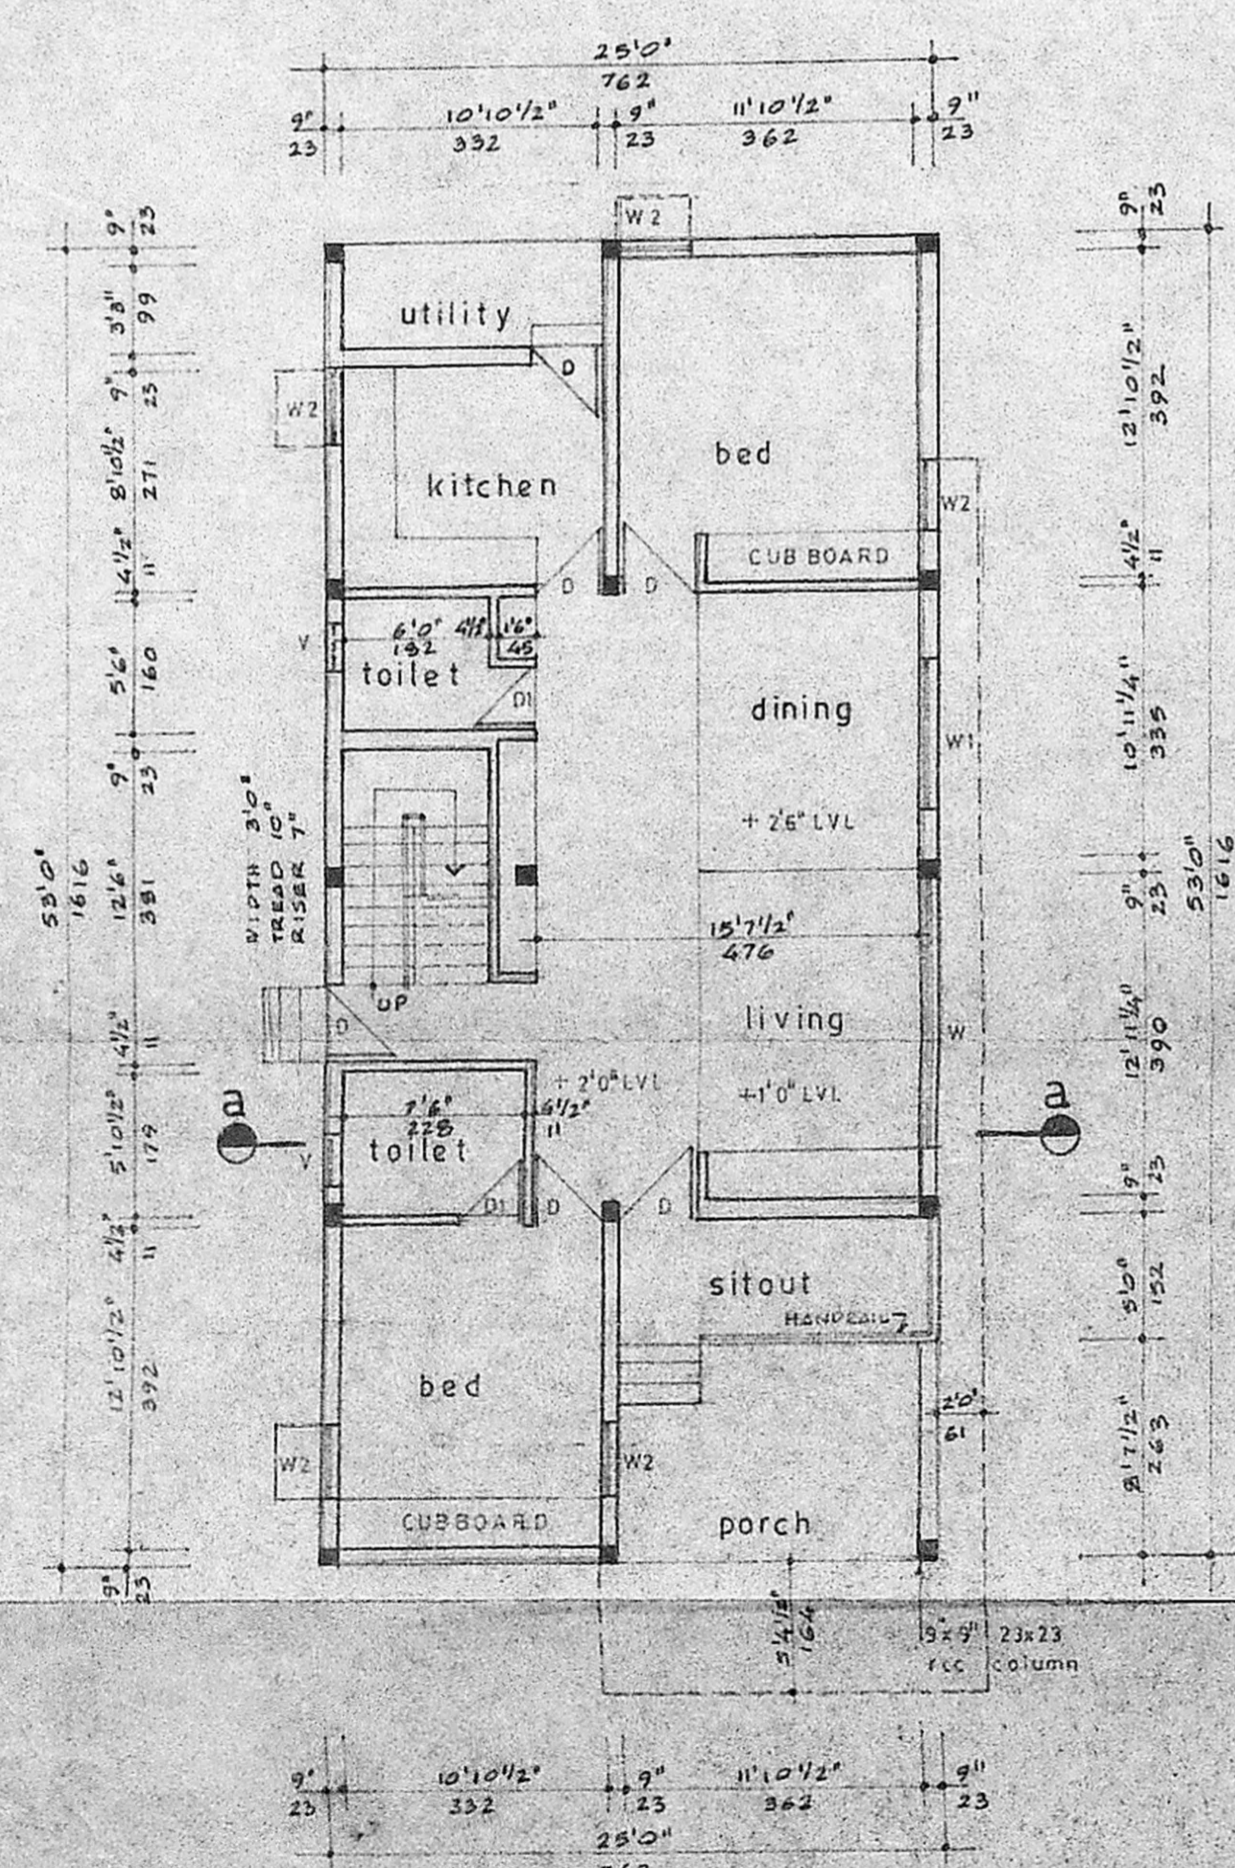 25'0"
762
9" 10'10½" 9" 11'10½" 9"
23 332 23 362 23
W2
9"
23
9"
23
utility
3'3"
99
D
9"
23
W2
12'10½"
392
bed
8'10½"
271
kitchen
W2
CUB BOARD
4½"
11
4½"
11
D D
V
6'0" 4½" 1'6"
182 45
toilet
5'6"
160
D1
dining
10'11¼"
335
W1
9"
23
+ 2'6" LVL
WIDTH 3'0"
TREAD 10"
RISER 7"
53'0"
1616
12'6"
381
9"
23
53'0"
1616
15'7½"
476
UP
living
D
W
12'11¼"
390
4½"
11
+ 2'0" LVL
+1'0" LVL
a
a
7'6" 4½"
228 11
toilet
5'10½"
179
V
9"
23
D1 D D
4½"
11
sitout
HANDRAIL
5'0"
152
12'10½"
392
bed
2'0"
61
8'7½"
263
W2
W2
CUBBOARD
porch
9"
23
5'4½"
164
9"x9" 23x23
rcc column
9" 10'10½" 9" 11'10½" 9"
23 332 23 362 23
25'0"